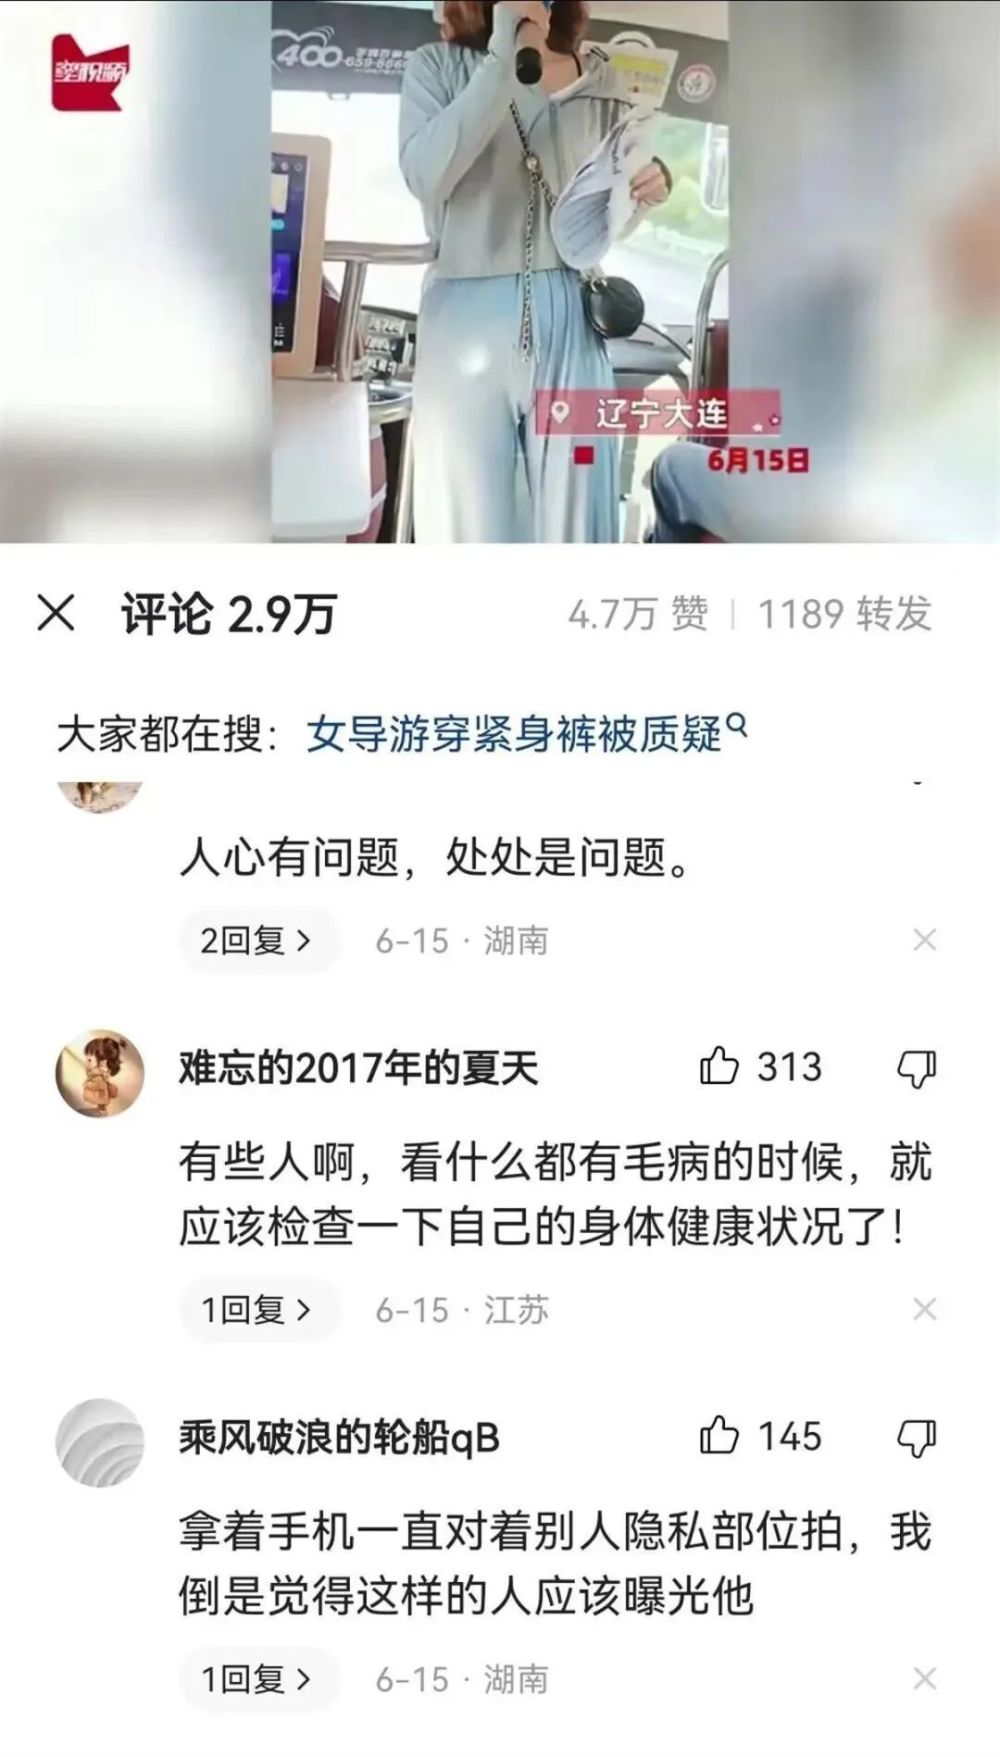 400
659-6666
辽宁大连
6月15日
评论 2.9万
4.7万 赞
1189 转发
大家都在搜：女导游穿紧身裤被质疑
人心有问题，处处是问题。
2回复
6-15 · 湖南
难忘的2017年的夏天
313
有些人啊，看什么都有毛病的时候，就
应该检查一下自己的身体健康状况了！
1回复
6-15 · 江苏
乘风破浪的轮船qB
145
拿着手机一直对着别人隐私部位拍，我
倒是觉得这样的人应该曝光他
1回复
6-15 · 湖南